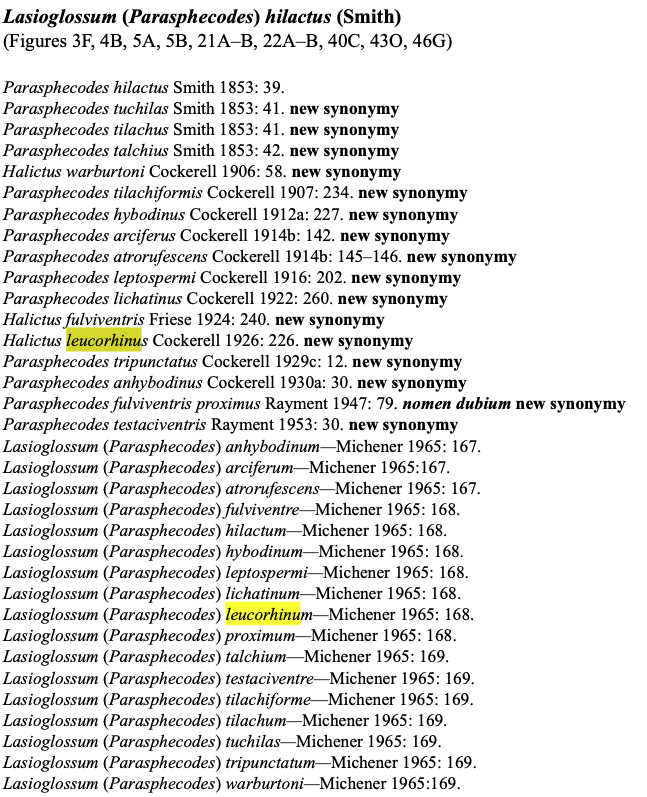 Lasioglossum (Parasphecodes) hilactus (Smith)
(Figures 3F, 4B, 5A, 5B, 21A–B, 22A–B, 40C, 43O, 46G)
Parasphecodes hilactus Smith 1853: 39.
Parasphecodes tuchilas Smith 1853: 41. new synonymy
Parasphecodes tilachus Smith 1853: 41. new synonymy
Parasphecodes talchius Smith 1853: 42. new synonymy
Halictus warburtoni Cockerell 1906: 58. new synonymy
Parasphecodes tilachiformis Cockerell 1907: 234. new synonymy
Parasphecodes hybodinus Cockerell 1912a: 227. new synonymy
Parasphecodes arciferus Cockerell 1914b: 142. new synonymy
Parasphecodes atrorufescens Cockerell 1914b: 145–146. new synonymy
Parasphecodes leptospermi Cockerell 1916: 202. new synonymy
Parasphecodes lichatinus Cockerell 1922: 260. new synonymy
Halictus fulviventris Friese 1924: 240. new synonymy
Halictus leucorhinus Cockerell 1926: 226. new synonymy
Parasphecodes tripunctatus Cockerell 1929c: 12. new synonymy
Parasphecodes anhybodinus Cockerell 1930a: 30. new synonymy
Parasphecodes fulviventris proximus Rayment 1947: 79. nomen dubium new synonymy
Parasphecodes testaciventris Rayment 1953: 30. new synonymy
Lasioglossum (Parasphecodes) anhybodinum—Michener 1965: 167.
Lasioglossum (Parasphecodes) arciferum—Michener 1965:167.
Lasioglossum (Parasphecodes) atrorufescens—Michener 1965: 167.
Lasioglossum (Parasphecodes) fulviventre—Michener 1965: 168.
Lasioglossum (Parasphecodes) hilactum—Michener 1965: 168.
Lasioglossum (Parasphecodes) hybodinum—Michener 1965: 168.
Lasioglossum (Parasphecodes) leptospermi—Michener 1965: 168.
Lasioglossum (Parasphecodes) lichatinum—Michener 1965: 168.
Lasioglossum (Parasphecodes) leucorhinum—Michener 1965: 168.
Lasioglossum (Parasphecodes) proximum—Michener 1965: 168.
Lasioglossum (Parasphecodes) talchium—Michener 1965: 169.
Lasioglossum (Parasphecodes) testaciventre—Michener 1965: 169.
Lasioglossum (Parasphecodes) tilachiforme—Michener 1965: 169.
Lasioglossum (Parasphecodes) tilachum—Michener 1965: 169.
Lasioglossum (Parasphecodes) tuchilas—Michener 1965: 169.
Lasioglossum (Parasphecodes) tripunctatum—Michener 1965: 169.
Lasioglossum (Parasphecodes) warburtoni—Michener 1965:169.